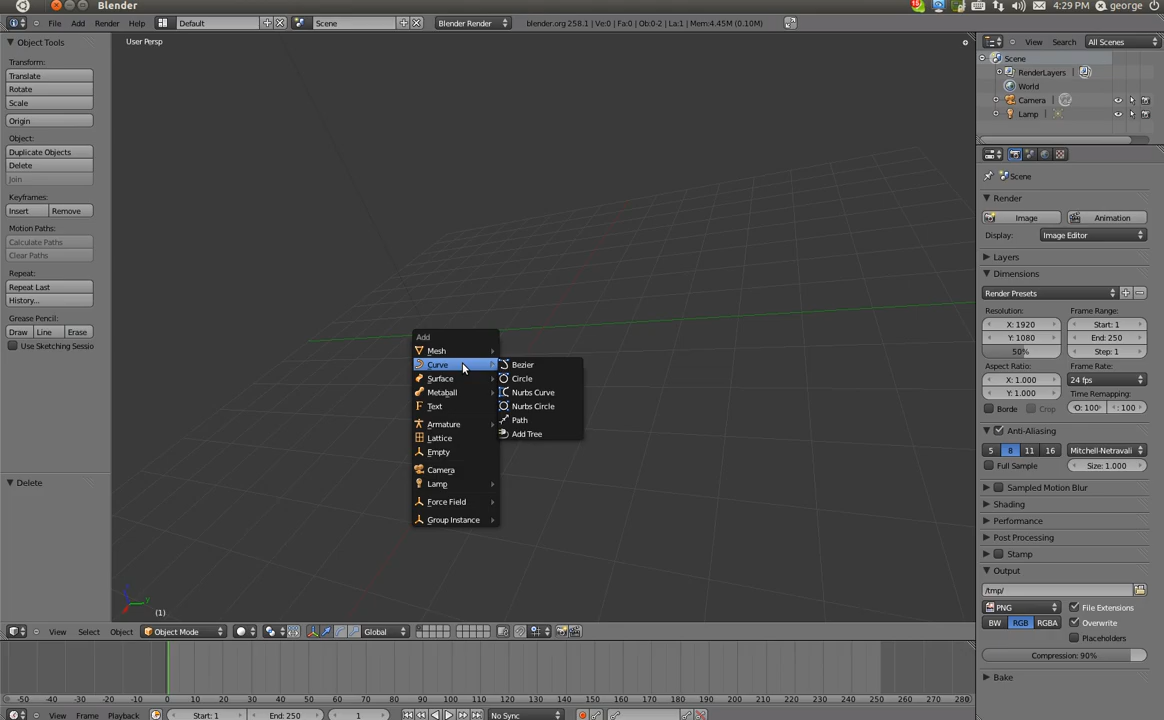 Blender
4:29 PM george
File Add Render Help Default Scene Blender Render blender.org 258.1 | Ve:0 | Fa:0 | Ob:0-2 | La:1 | Mem:4.45M (0.10M)
Object Tools
Transform:
Translate
Rotate
Scale
Origin
Object:
Duplicate Objects
Delete
Join
Keyframes:
Insert Remove
Motion Paths:
Calculate Paths
Clear Paths
Repeat:
Repeat Last
History...
Grease Pencil:
Draw Line Erase
Use Sketching Sessio
Delete
User Persp
Add
Mesh
Curve
Surface
Metaball
Text
Armature
Lattice
Empty
Camera
Lamp
Force Field
Group Instance
Bezier
Circle
Nurbs Curve
Nurbs Circle
Path
Add Tree
(1)
View Select Object Object Mode Global
-50 -40 -30 -20 -10 0 10 20 30 40 50 60 70 80 90 100 110 120 130 140 150 160 170 180 190 200 210 220 230 240 250 260 270 280
View Frame Playback Start: 1 End: 250 1 No Sync
View Search All Scenes
Scene
RenderLayers |
World
Camera |
Lamp |
Scene
Render
Image Animation
Display: Image Editor
Layers
Dimensions
Render Presets
Resolution: Frame Range:
X: 1920 Start: 1
Y: 1080 End: 250
50% Step: 1
Aspect Ratio: Frame Rate:
X: 1.000 24 fps
Y: 1.000 Time Remapping:
Borde Crop O: 100 : 100
Anti-Aliasing
5 8 11 16 Mitchell-Netravali
Full Sample Size: 1.000
Sampled Motion Blur
Shading
Performance
Post Processing
Stamp
Output
/tmp/
PNG File Extensions
BW RGB RGBA Overwrite
Placeholders
Compression: 90%
Bake